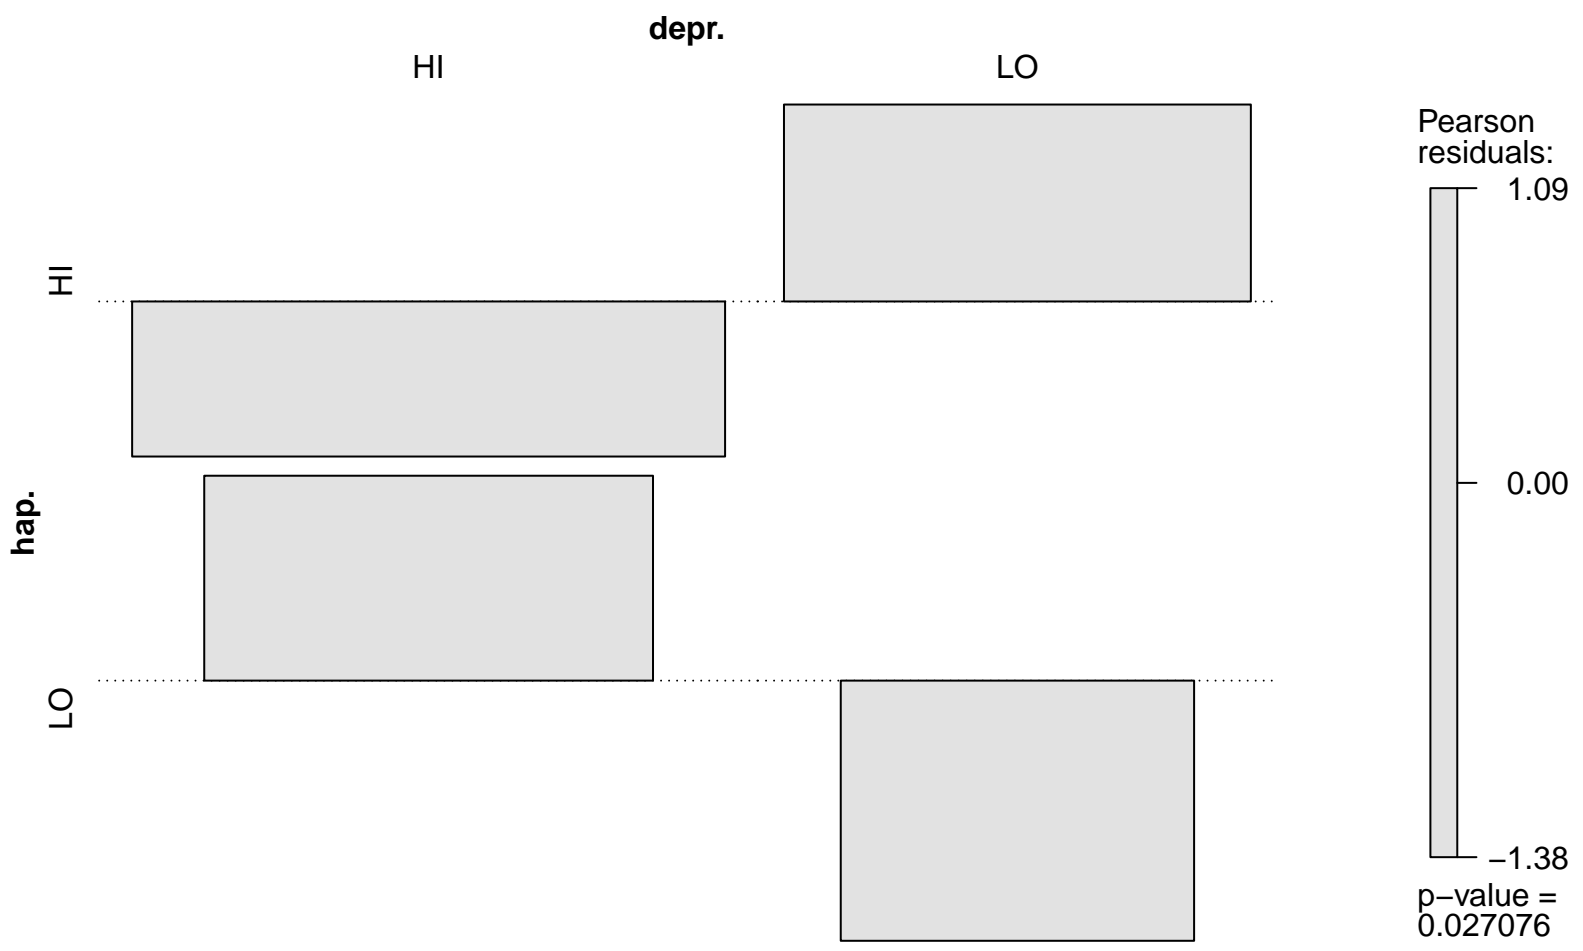 depr.
HI
LO
hap.
HI
LO
Pearson
residuals:
1.09
0.00
−1.38
p−value =
0.027076